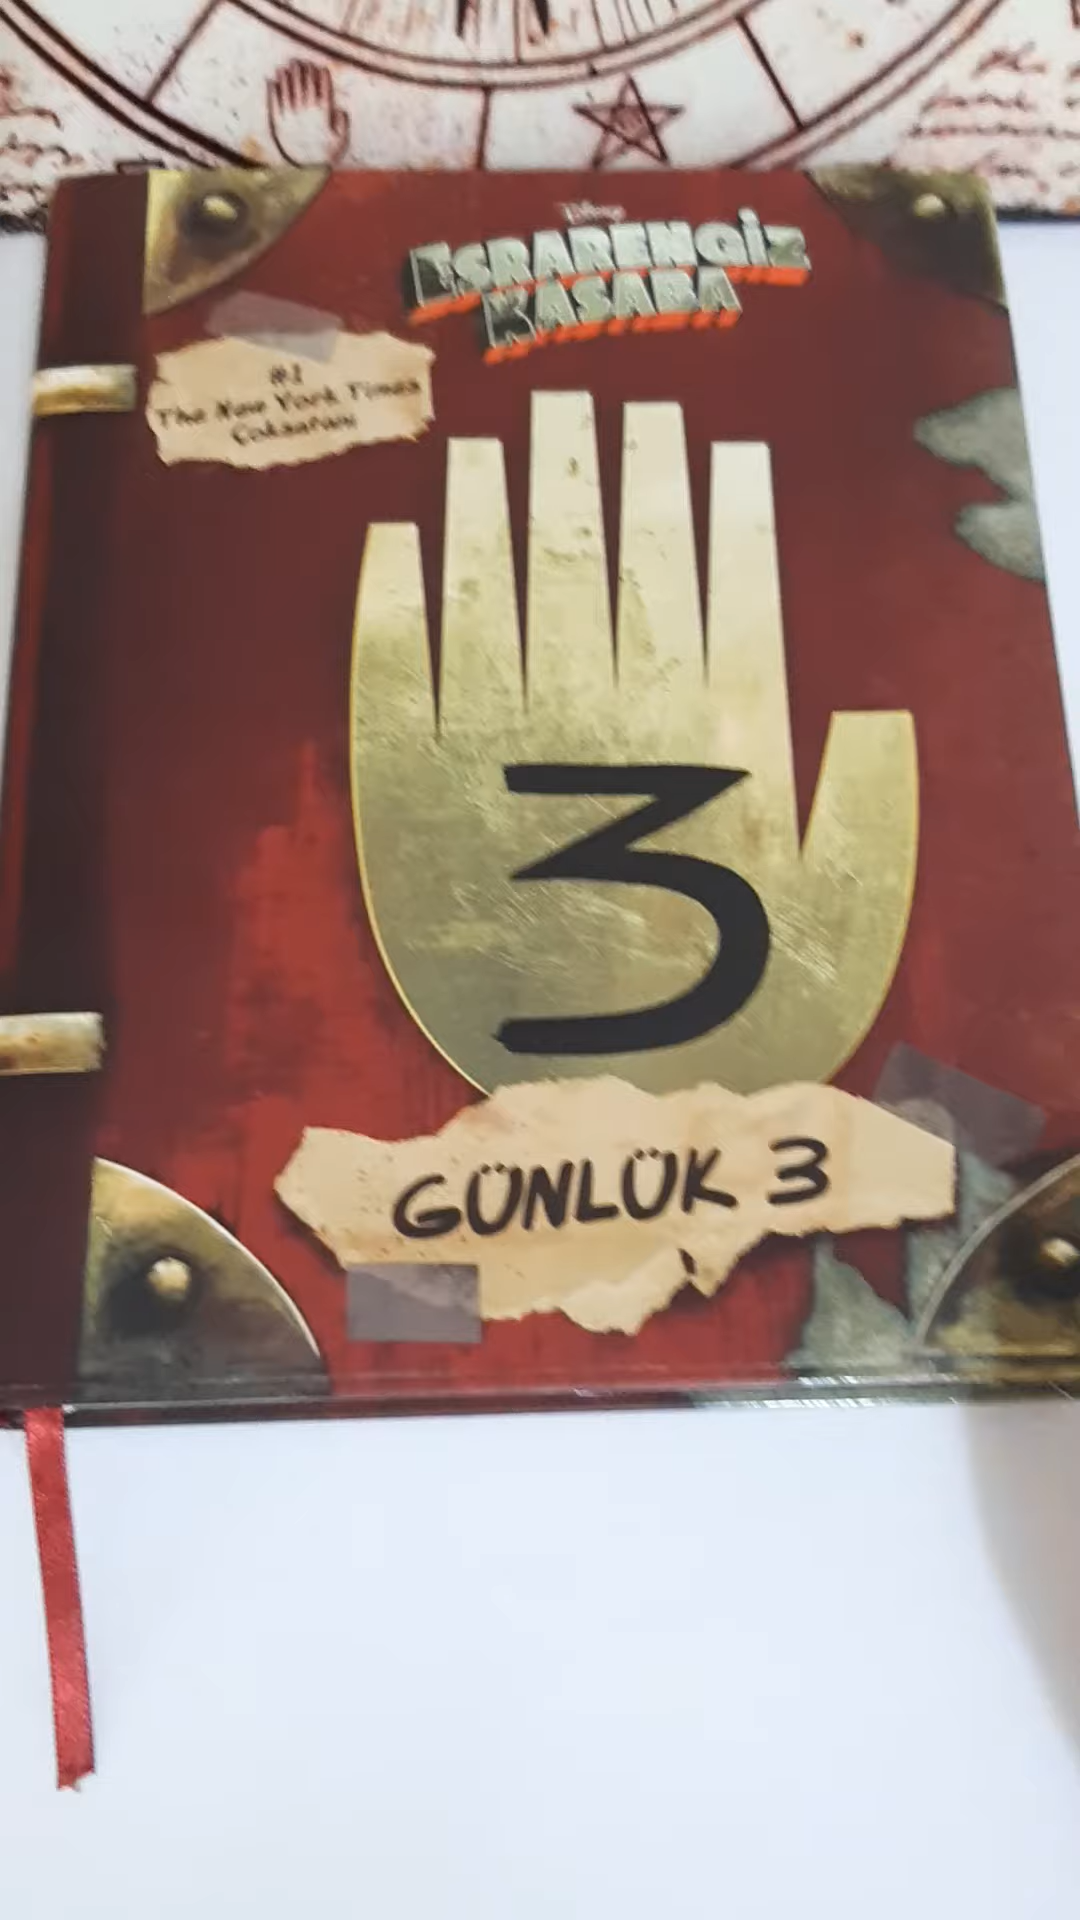 Disney
ESRARENGİZ
KASABA
#1
The New York Times
Çoksatanı
3
GÜNLÜK 3